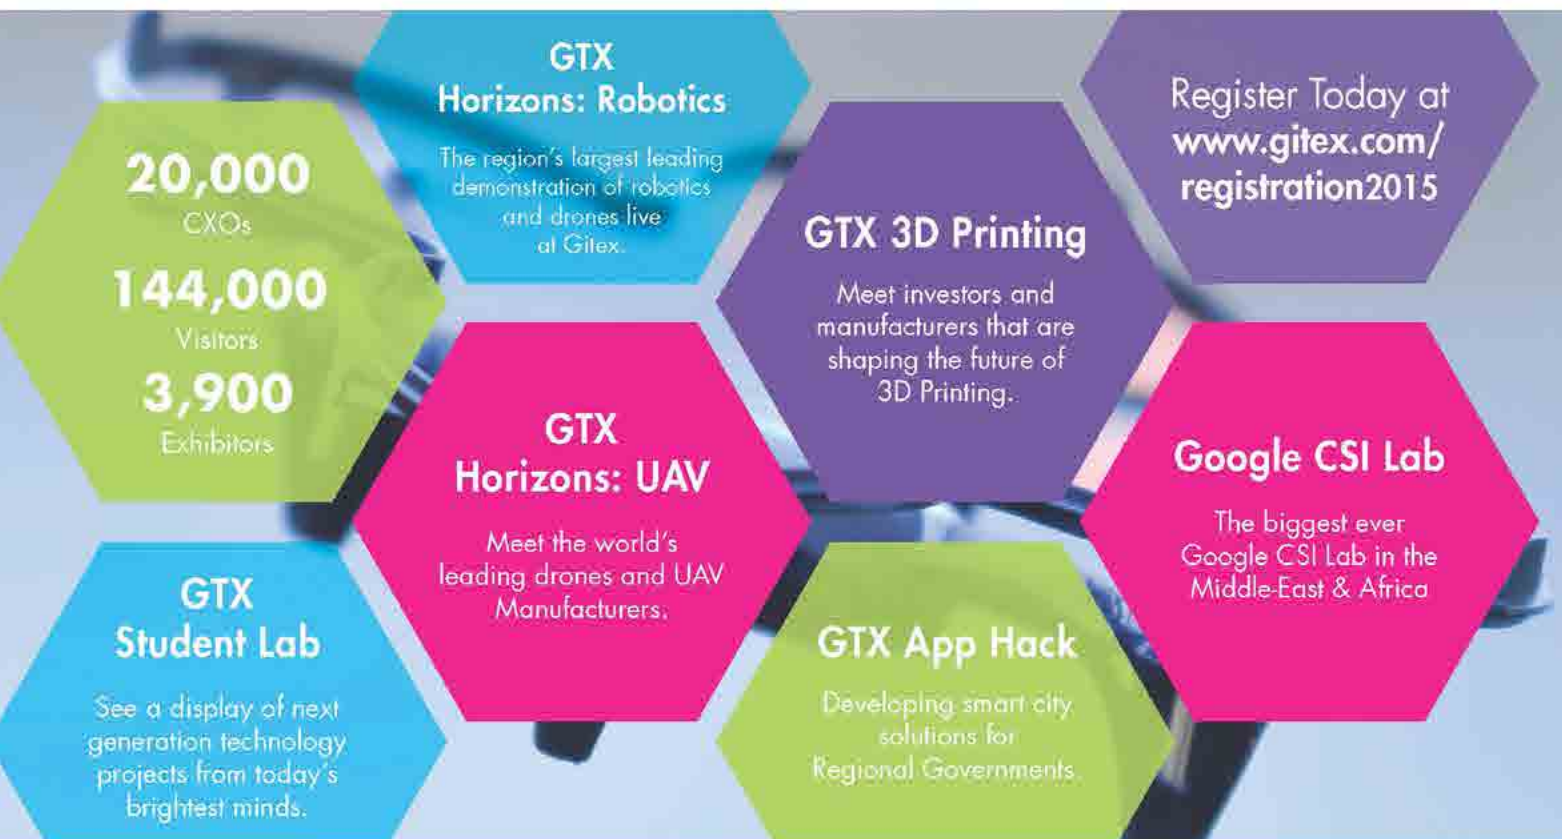 20,000
CXOs
144,000
Visitors
3,900
Exhibitors
GTX
Horizons: Robotics
The region's largest leading
demonstration of robotics
and drones live
at Gitex.
GTX 3D Printing
Meet investors and
manufacturers that are
shaping the future of
3D Printing.
Register Today at
www.gitex.com/
registration2015
GTX
Student Lab
See a display of next
generation technology
projects from today's
brightest minds.
GTX
Horizons: UAV
Meet the world's
leading drones and UAV
Manufacturers.
GTX App Hack
Developing smart city
solutions for
Regional Governments
Google CSI Lab
The biggest ever
Google CSI Lab in the
Middle-East & Africa